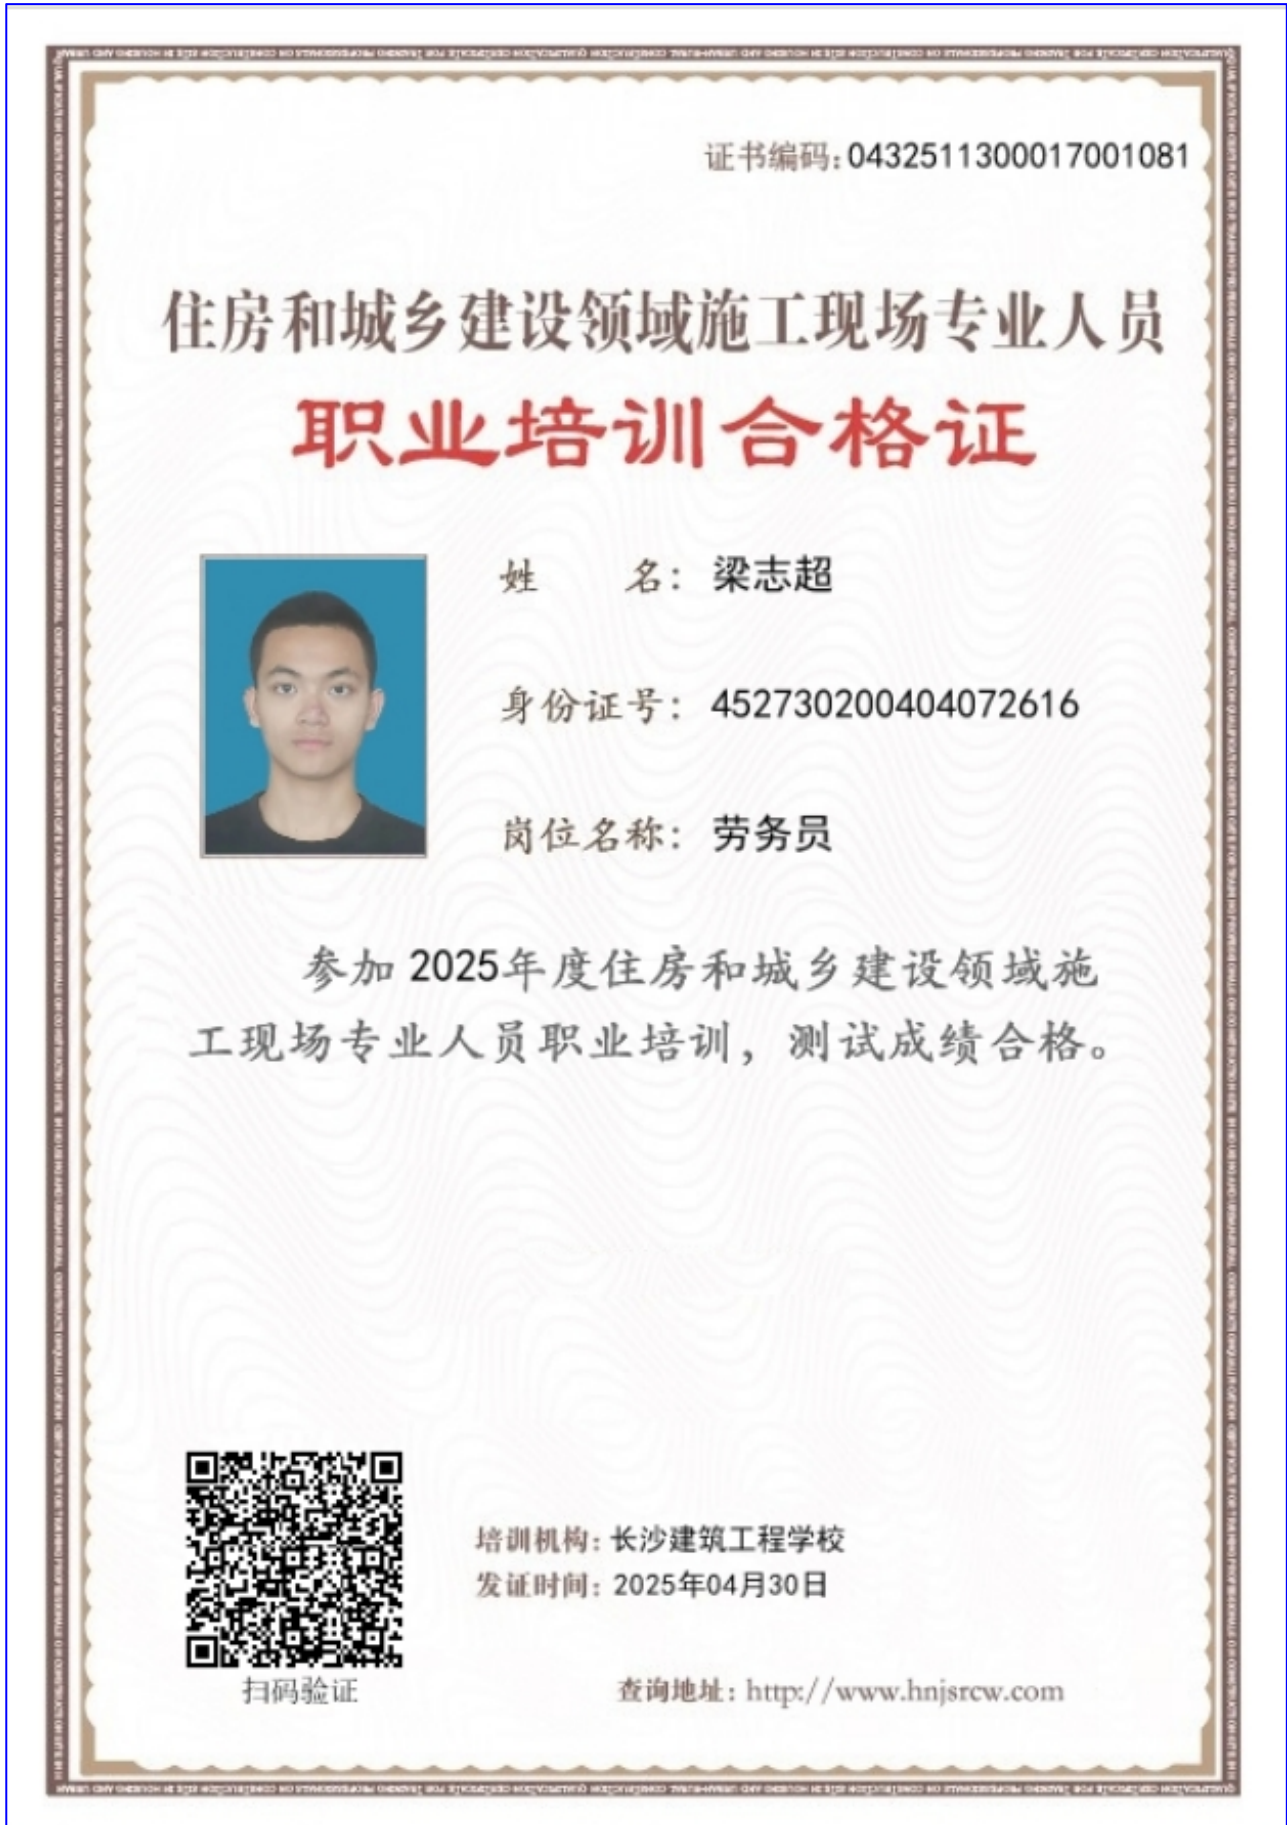 证书编码:0432511300017001081
住房和城乡建设领域施工现场专业人员
职业培训合格证
姓 名： 梁志超
身份证号： 452730200404072616
岗位名称： 劳务员
参加 2025年度住房和城乡建设领域施
工现场专业人员职业培训，测试成绩合格。
培训机构: 长沙建筑工程学校
发证时间: 2025年04月30日
扫码验证
查询地址: http://www.hnjsrcw.com